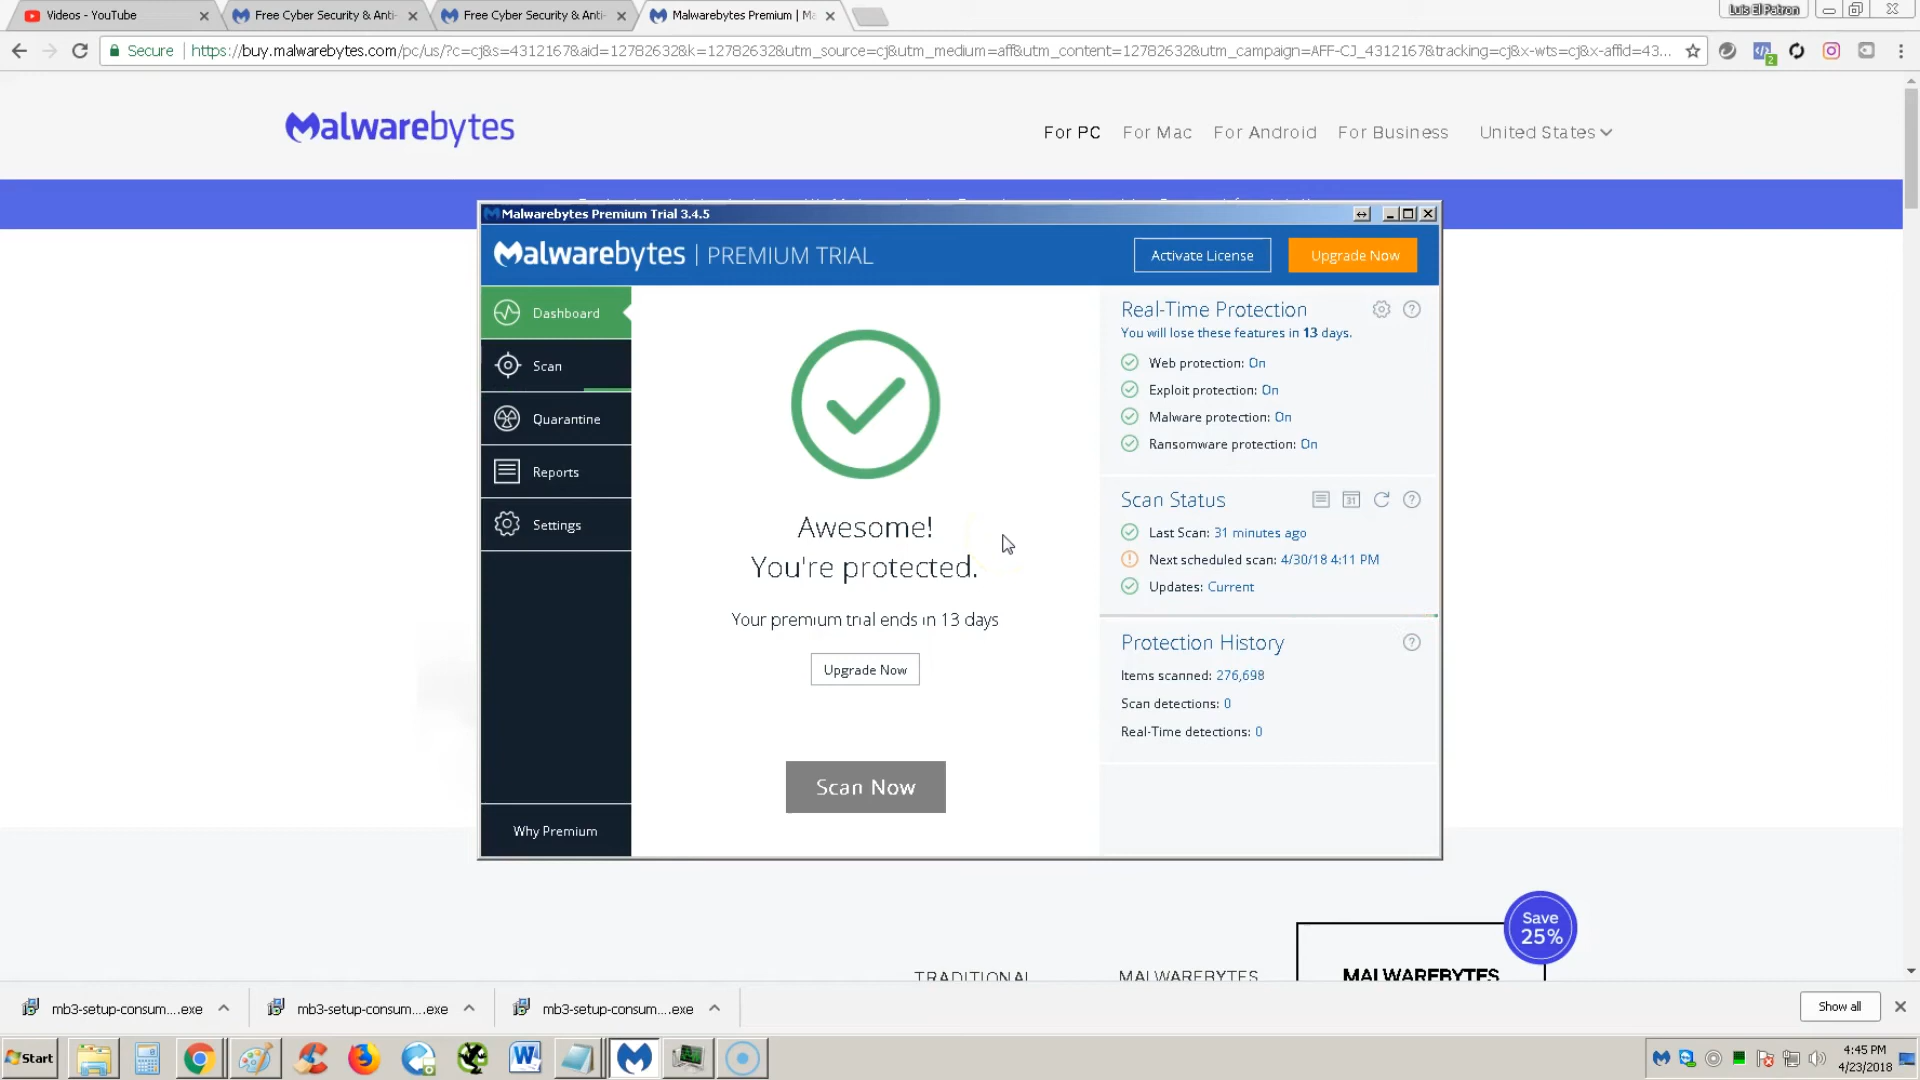 Videos - YouTube
Free Cyber Security & Anti-
Free Cyber Security & Anti-
Malwarebytes Premium | Ma
Luis El Patron
Secure
https://buy.malwarebytes.com/pc/us/?c=cj&s=4312167&aid=12782632&k=12782632&utm_source=cj&utm_medium=aff&utm_content=12782632&utm_campaign=AFF-CJ_4312167&tracking=cj&x-wts=cj&x-affid=43...
2
Malwarebytes
For PC
For Mac
For Android
For Business
United States
Malwarebytes Premium Trial 3.4.5
Malwarebytes | PREMIUM TRIAL
Activate License
Upgrade Now
Dashboard
Scan
Quarantine
Reports
Settings
Why Premium
Awesome!
You're protected.
Your premium trial ends in 13 days
Upgrade Now
Scan Now
Real-Time Protection
You will lose these features in 13 days.
Web protection: On
Exploit protection: On
Malware protection: On
Ransomware protection: On
Scan Status
31
Last Scan: 31 minutes ago
Next scheduled scan: 4/30/18 4:11 PM
Updates: Current
Protection History
Items scanned: 276,698
Scan detections: 0
Real-Time detections: 0
Save
25%
TRADITIONAL
MALWAREBYTES
MALWAREBYTES
mb3-setup-consum....exe
mb3-setup-consum....exe
mb3-setup-consum....exe
Show all
Start
4:45 PM
4/23/2018